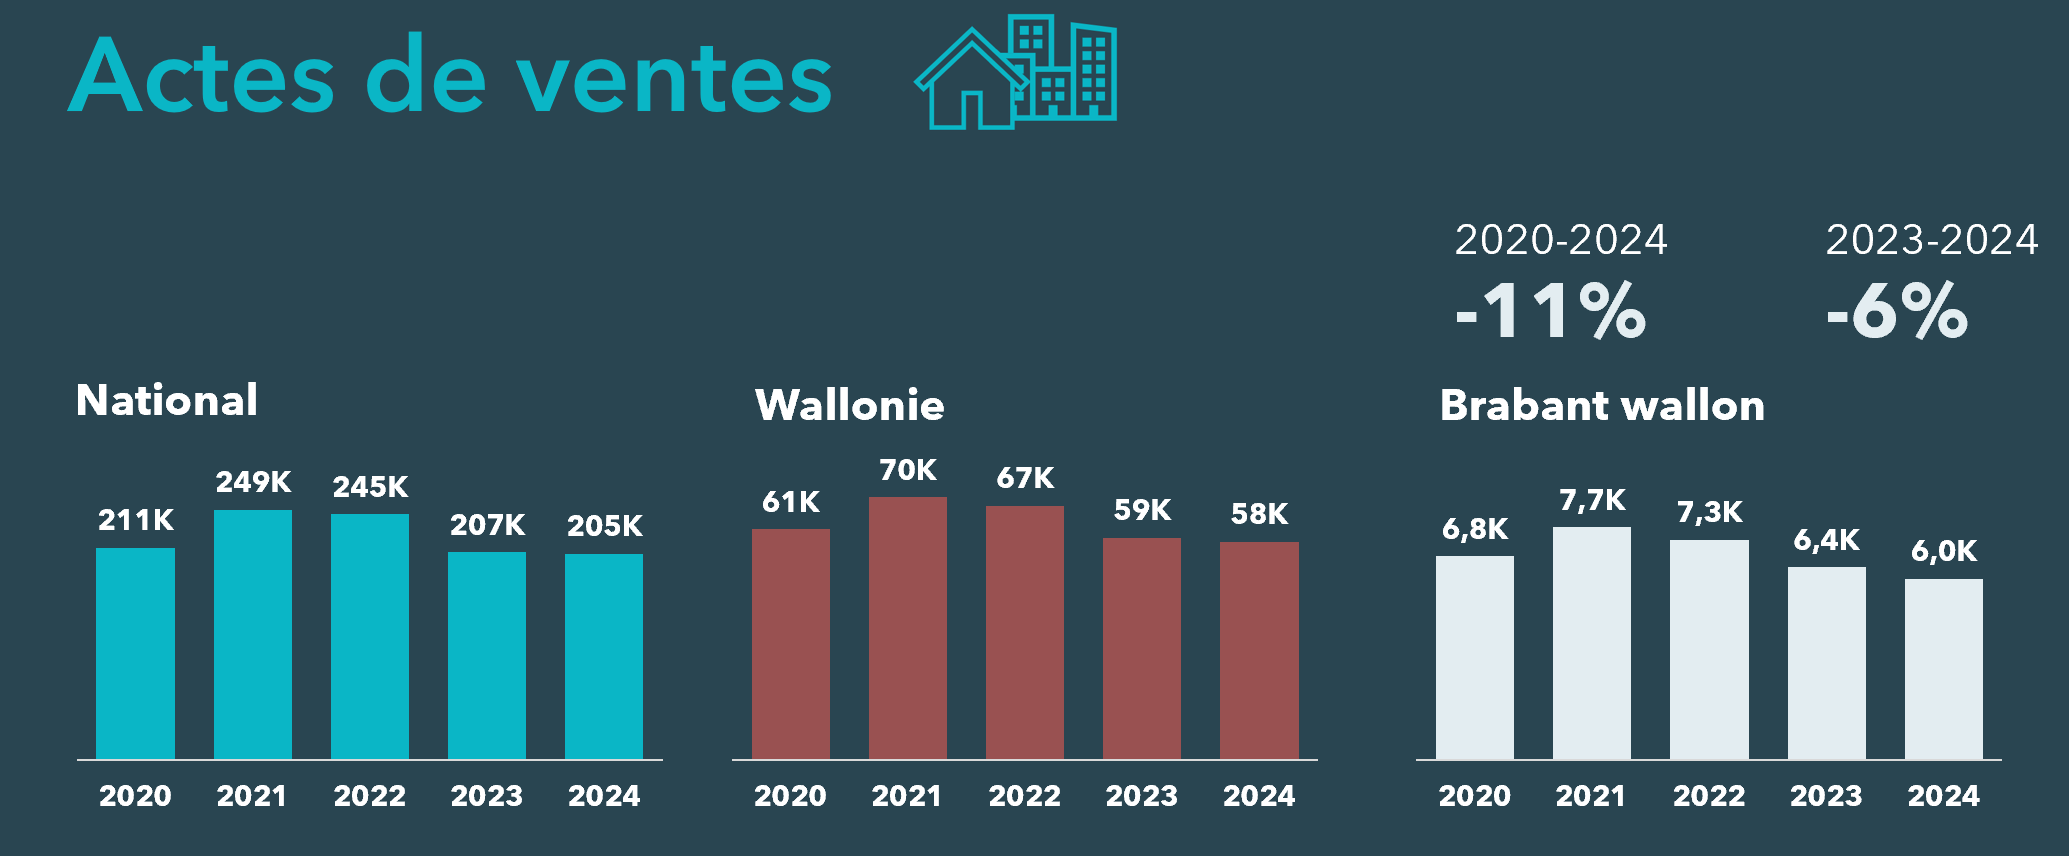 Actes de ventes
2020-2024
2023-2024
-11%
-6%
National
249K
245K
211K
207K
205K
2020
2021
2022
2023
2024
Wallonie
70K
67K
61K
59K
58K
2020
2021
2022
2023
2024
Brabant wallon
7,7K
7,3K
6,8K
6,4K
6,0K
2020
2021
2022
2023
2024